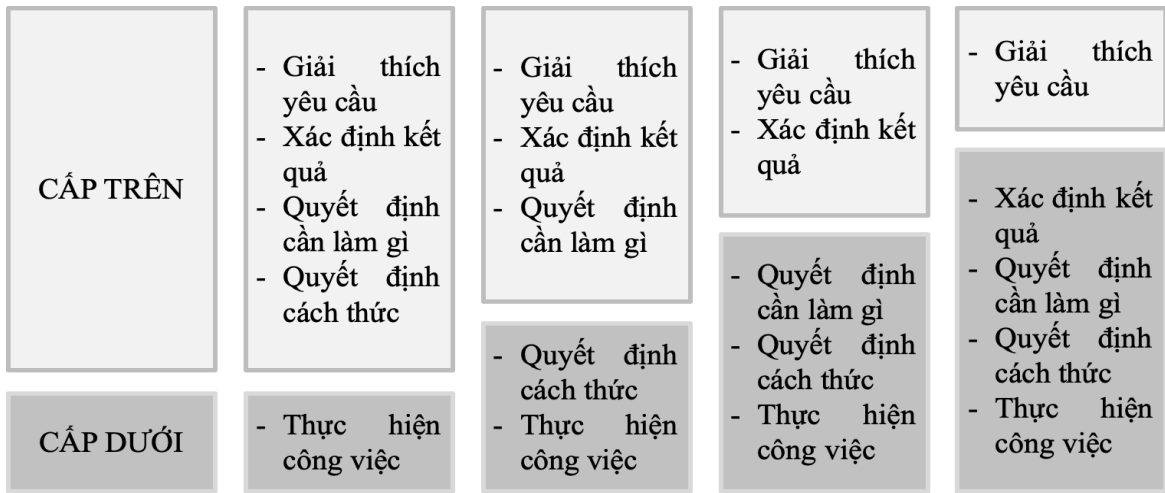 CẤP TRÊN
- Giải thích
yêu cầu
- Xác định kết
quả
- Quyết định
cần làm gì
- Quyết định
cách thức
- Giải thích
yêu cầu
- Xác định kết
quả
- Quyết định
cần làm gì
- Giải thích
yêu cầu
- Xác định kết
quả
- Giải thích
yêu cầu
CẤP DƯỚI
- Thực hiện
công việc
- Quyết định
cách thức
- Thực hiện
công việc
- Quyết định
cần làm gì
- Quyết định
cách thức
- Thực hiện
công việc
- Xác định kết
quả
- Quyết định
cần làm gì
- Quyết định
cách thức
- Thực hiện
công việc